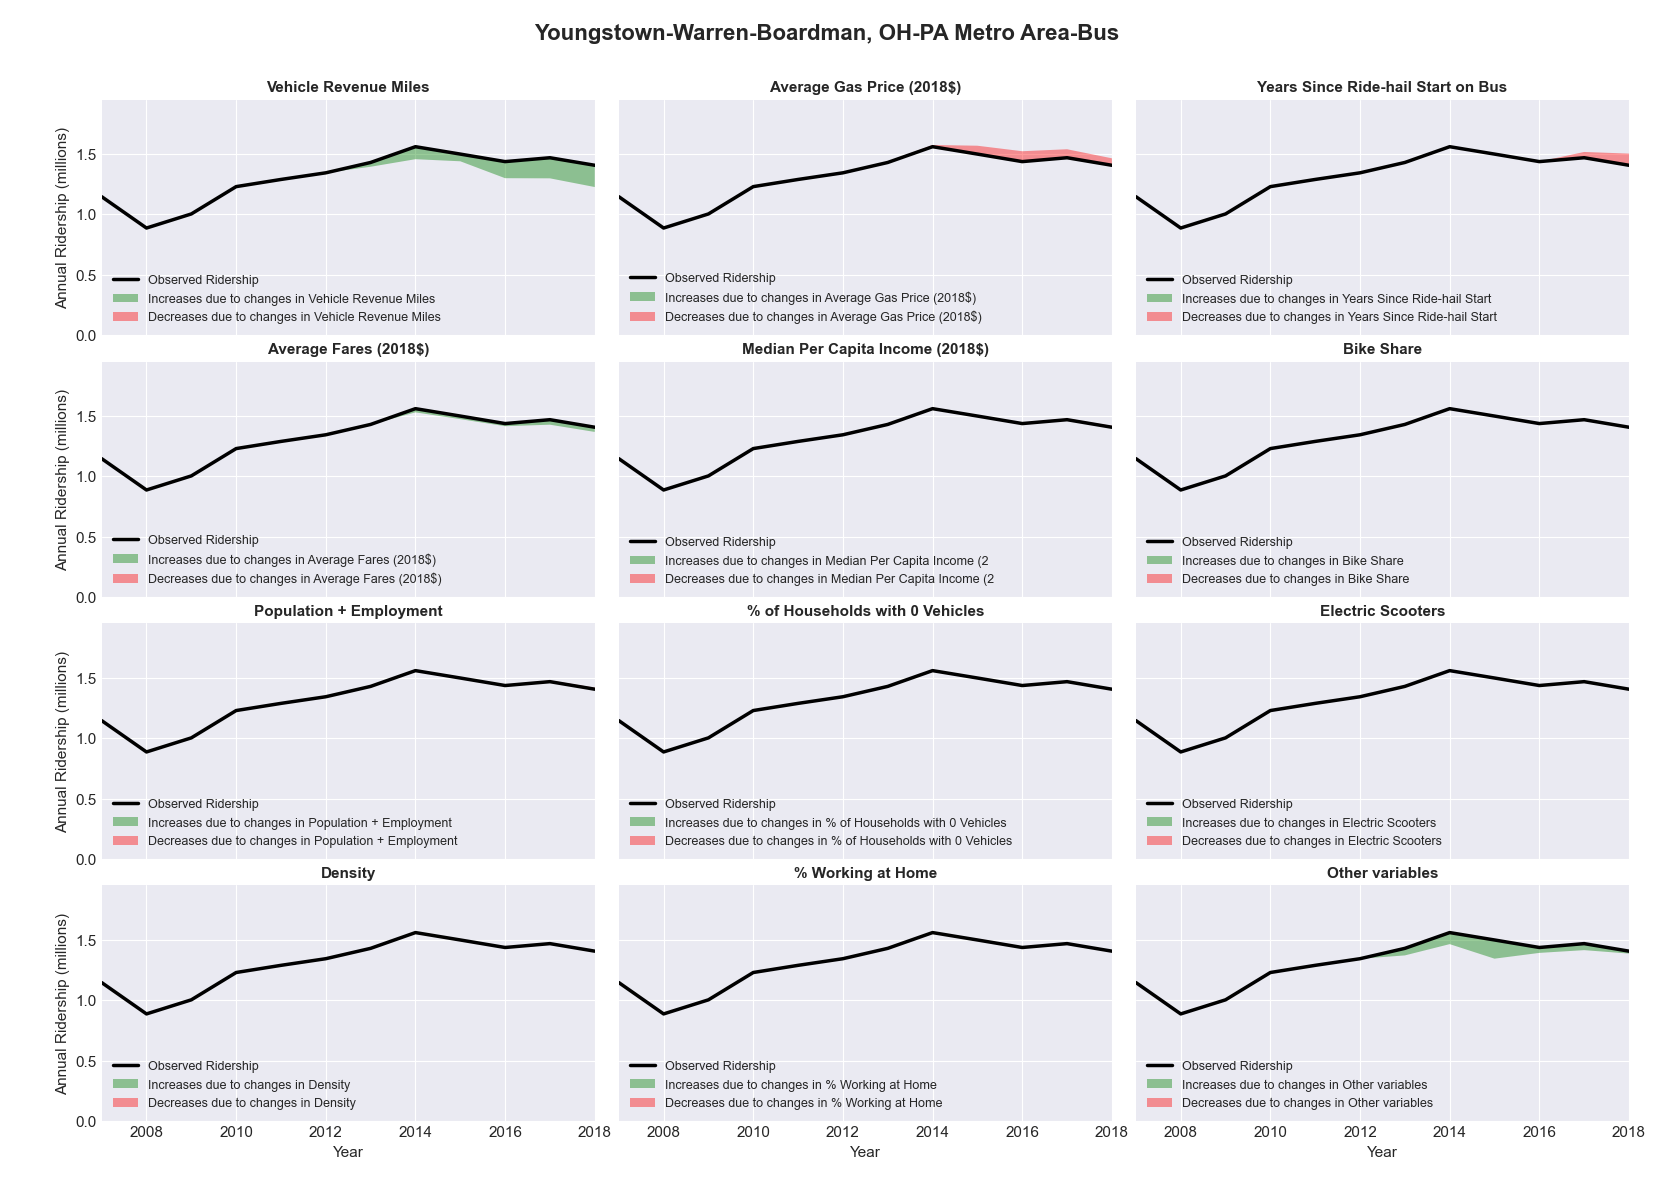 Youngstown-Warren-Boardman, OH-PA Metro Area-Bus
Vehicle Revenue Miles
Annual Ridership (millions)
1.5
1.0
0.5
0.0
Observed Ridership
Increases due to changes in Vehicle Revenue Miles
Decreases due to changes in Vehicle Revenue Miles
Average Gas Price (2018$)
Observed Ridership
Increases due to changes in Average Gas Price (2018$)
Decreases due to changes in Average Gas Price (2018$)
Years Since Ride-hail Start on Bus
Observed Ridership
Increases due to changes in Years Since Ride-hail Start
Decreases due to changes in Years Since Ride-hail Start
Average Fares (2018$)
Annual Ridership (millions)
1.5
1.0
0.5
0.0
Observed Ridership
Increases due to changes in Average Fares (2018$)
Decreases due to changes in Average Fares (2018$)
Median Per Capita Income (2018$)
Observed Ridership
Increases due to changes in Median Per Capita Income (2
Decreases due to changes in Median Per Capita Income (2
Bike Share
Observed Ridership
Increases due to changes in Bike Share
Decreases due to changes in Bike Share
Population + Employment
Annual Ridership (millions)
1.5
1.0
0.5
0.0
Observed Ridership
Increases due to changes in Population + Employment
Decreases due to changes in Population + Employment
% of Households with 0 Vehicles
Observed Ridership
Increases due to changes in % of Households with 0 Vehicles
Decreases due to changes in % of Households with 0 Vehicles
Electric Scooters
Observed Ridership
Increases due to changes in Electric Scooters
Decreases due to changes in Electric Scooters
Density
Annual Ridership (millions)
1.5
1.0
0.5
0.0
Observed Ridership
Increases due to changes in Density
Decreases due to changes in Density
2008 2010 2012 2014 2016 2018
Year
% Working at Home
Observed Ridership
Increases due to changes in % Working at Home
Decreases due to changes in % Working at Home
2008 2010 2012 2014 2016 2018
Year
Other variables
Observed Ridership
Increases due to changes in Other variables
Decreases due to changes in Other variables
2008 2010 2012 2014 2016 2018
Year